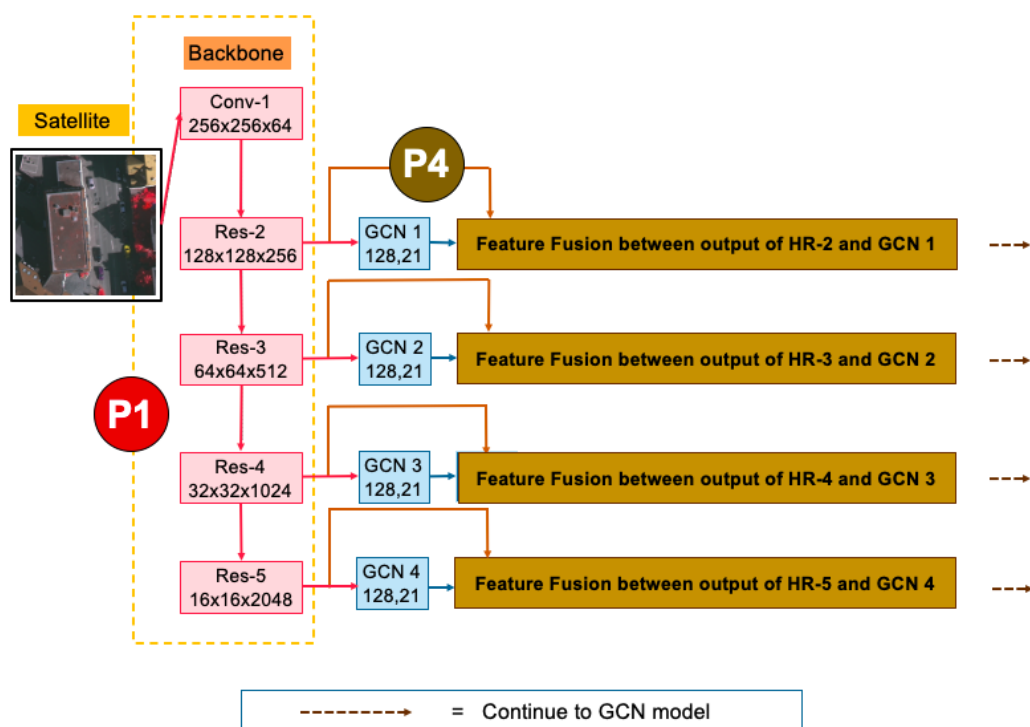 Backbone
Satellite
Conv-1
256x256x64
P4
Res-2
128x128x256
GCN 1
128,21
Feature Fusion between output of HR-2 and GCN 1
Res-3
64x64x512
GCN 2
128,21
Feature Fusion between output of HR-3 and GCN 2
P1
Res-4
32x32x1024
GCN 3
128,21
Feature Fusion between output of HR-4 and GCN 3
Res-5
16x16x2048
GCN 4
128,21
Feature Fusion between output of HR-5 and GCN 4
= Continue to GCN model